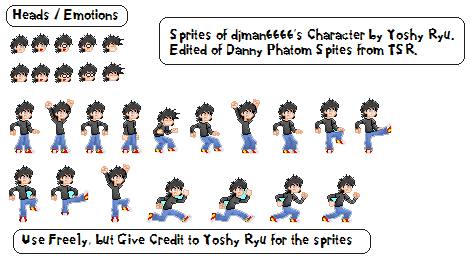 Heads / Emotions
Sprites of djman6666's Character by Yoshy Ryu.
Edited of Danny Phatom Spites from TSR.
Use Freely, but Give Credit to Yoshy Ryu for the sprites